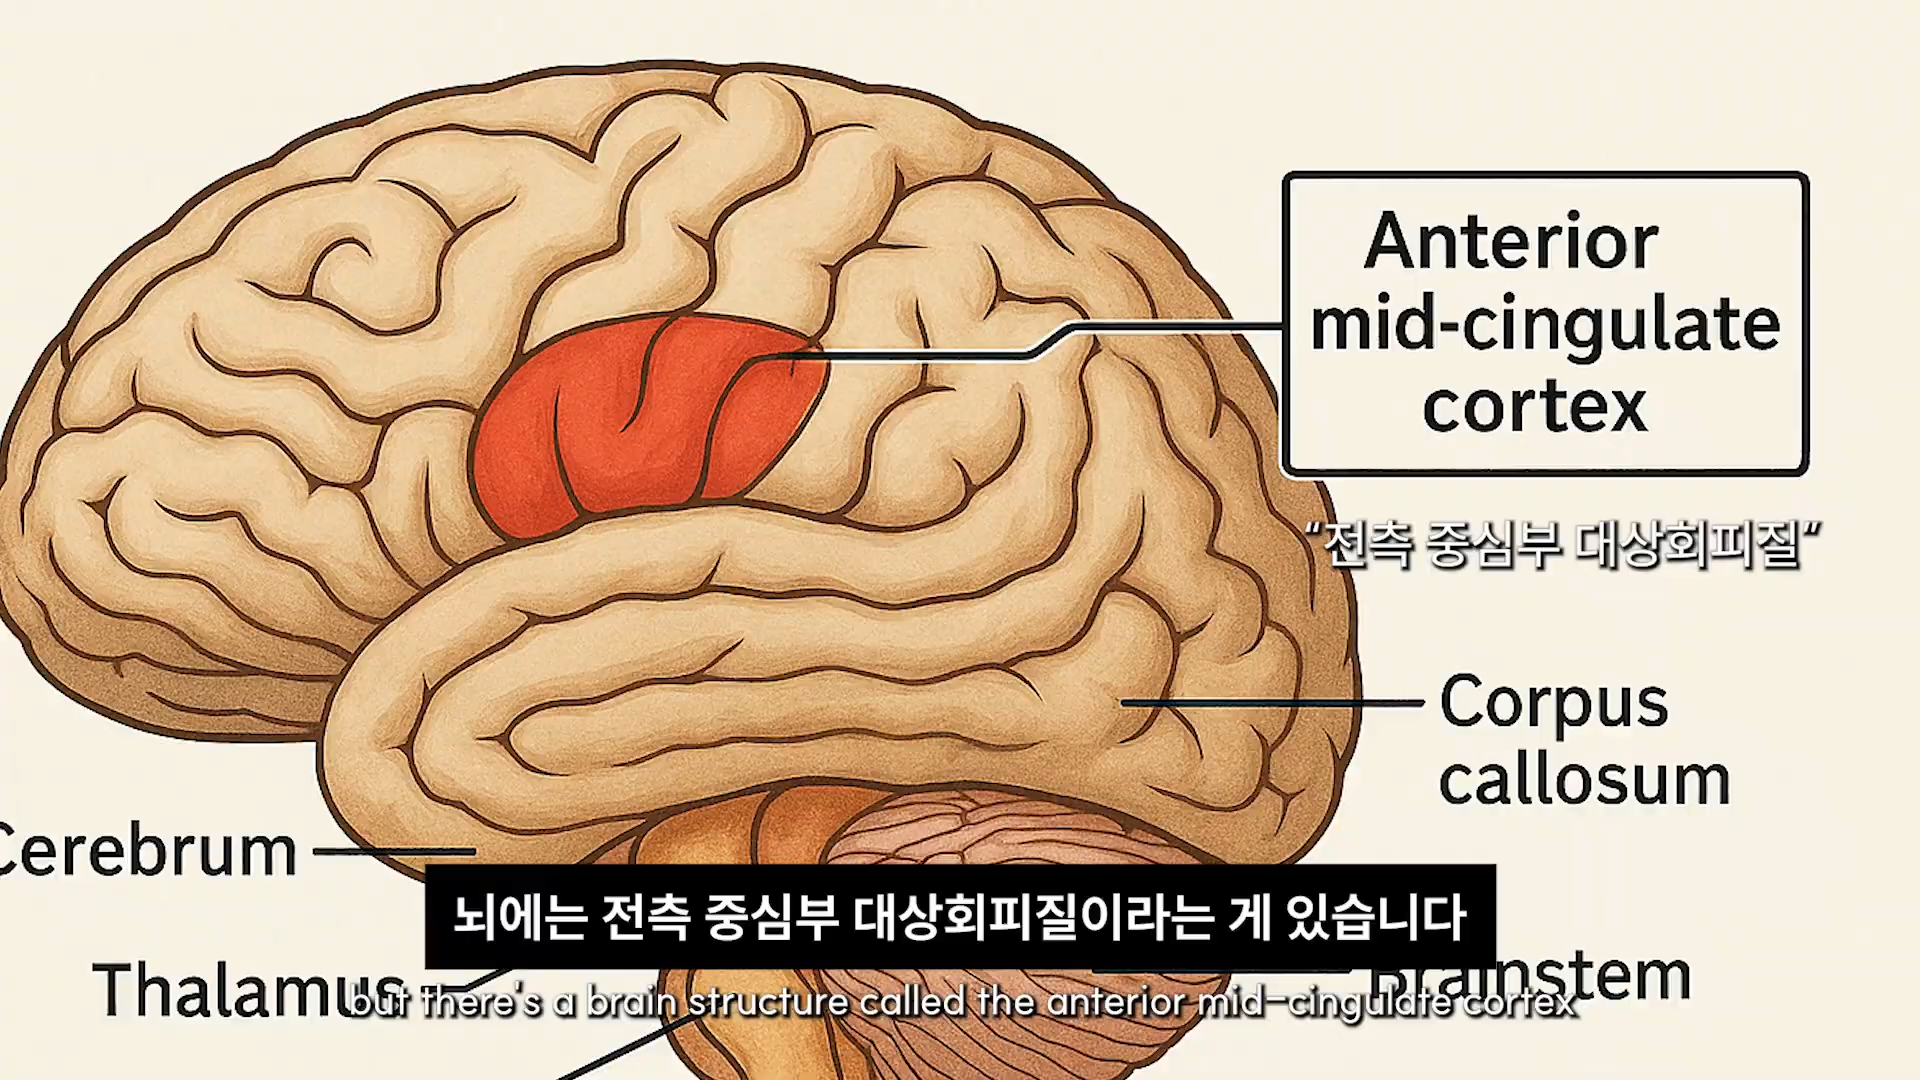 Anterior
mid-cingulate
cortex
“전측 중심부 대상회피질”
Corpus
callosum
Cerebrum
뇌에는 전측 중심부 대상회피질이라는 게 있습니다
Thalamus
Brainstem
but there's a brain structure called the anterior mid-cingulate cortex